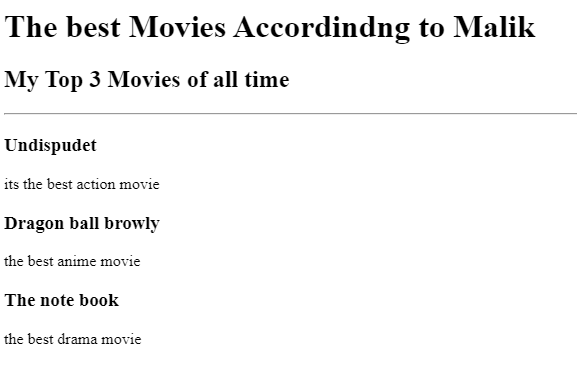 The best Movies Accordindng to Malik
My Top 3 Movies of all time
Undispudet
its the best action movie
Dragon ball browly
the best anime movie
The note book
the best drama movie